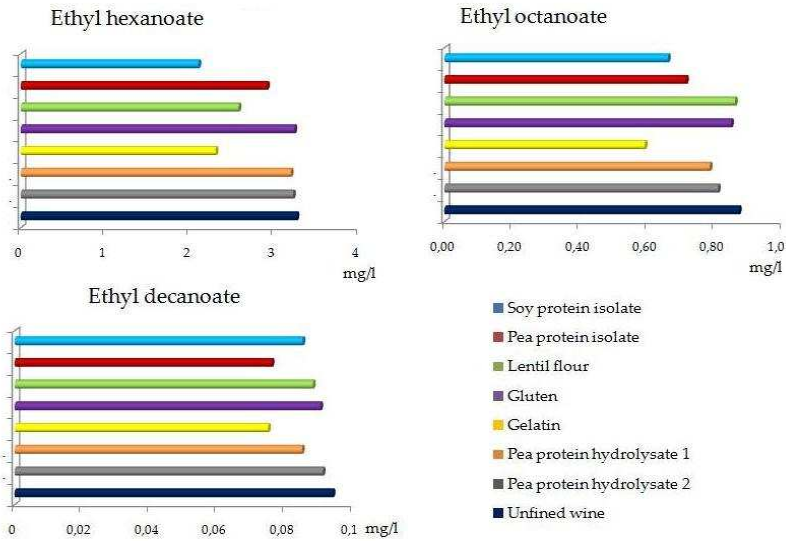 Ethyl hexanoate
0 1 2 3 4
mg/l
Ethyl octanoate
0,00 0,20 0,40 0,60 0,80 1,0
mg/l
Ethyl decanoate
0 0,02 0,04 0,06 0,08 0,1 mg/l
Soy protein isolate
Pea protein isolate
Lentil flour
Gluten
Gelatin
Pea protein hydrolysate 1
Pea protein hydrolysate 2
Unfined wine